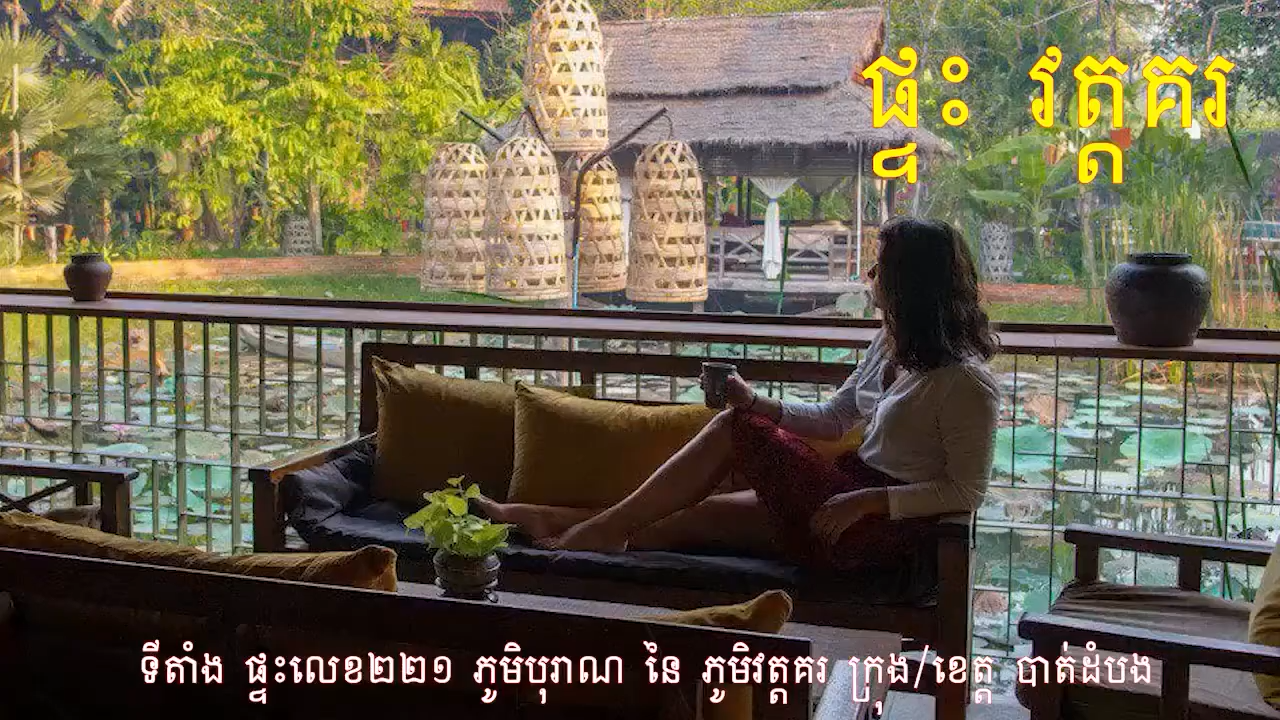 ផ្ទះ វត្តគរ
ទីតាំង ផ្ទះលេខ២២១ ភូមិបុរាណ នៃ ភូមិវត្តគរ ក្រុង/ខេត្ត បាត់ដំបង